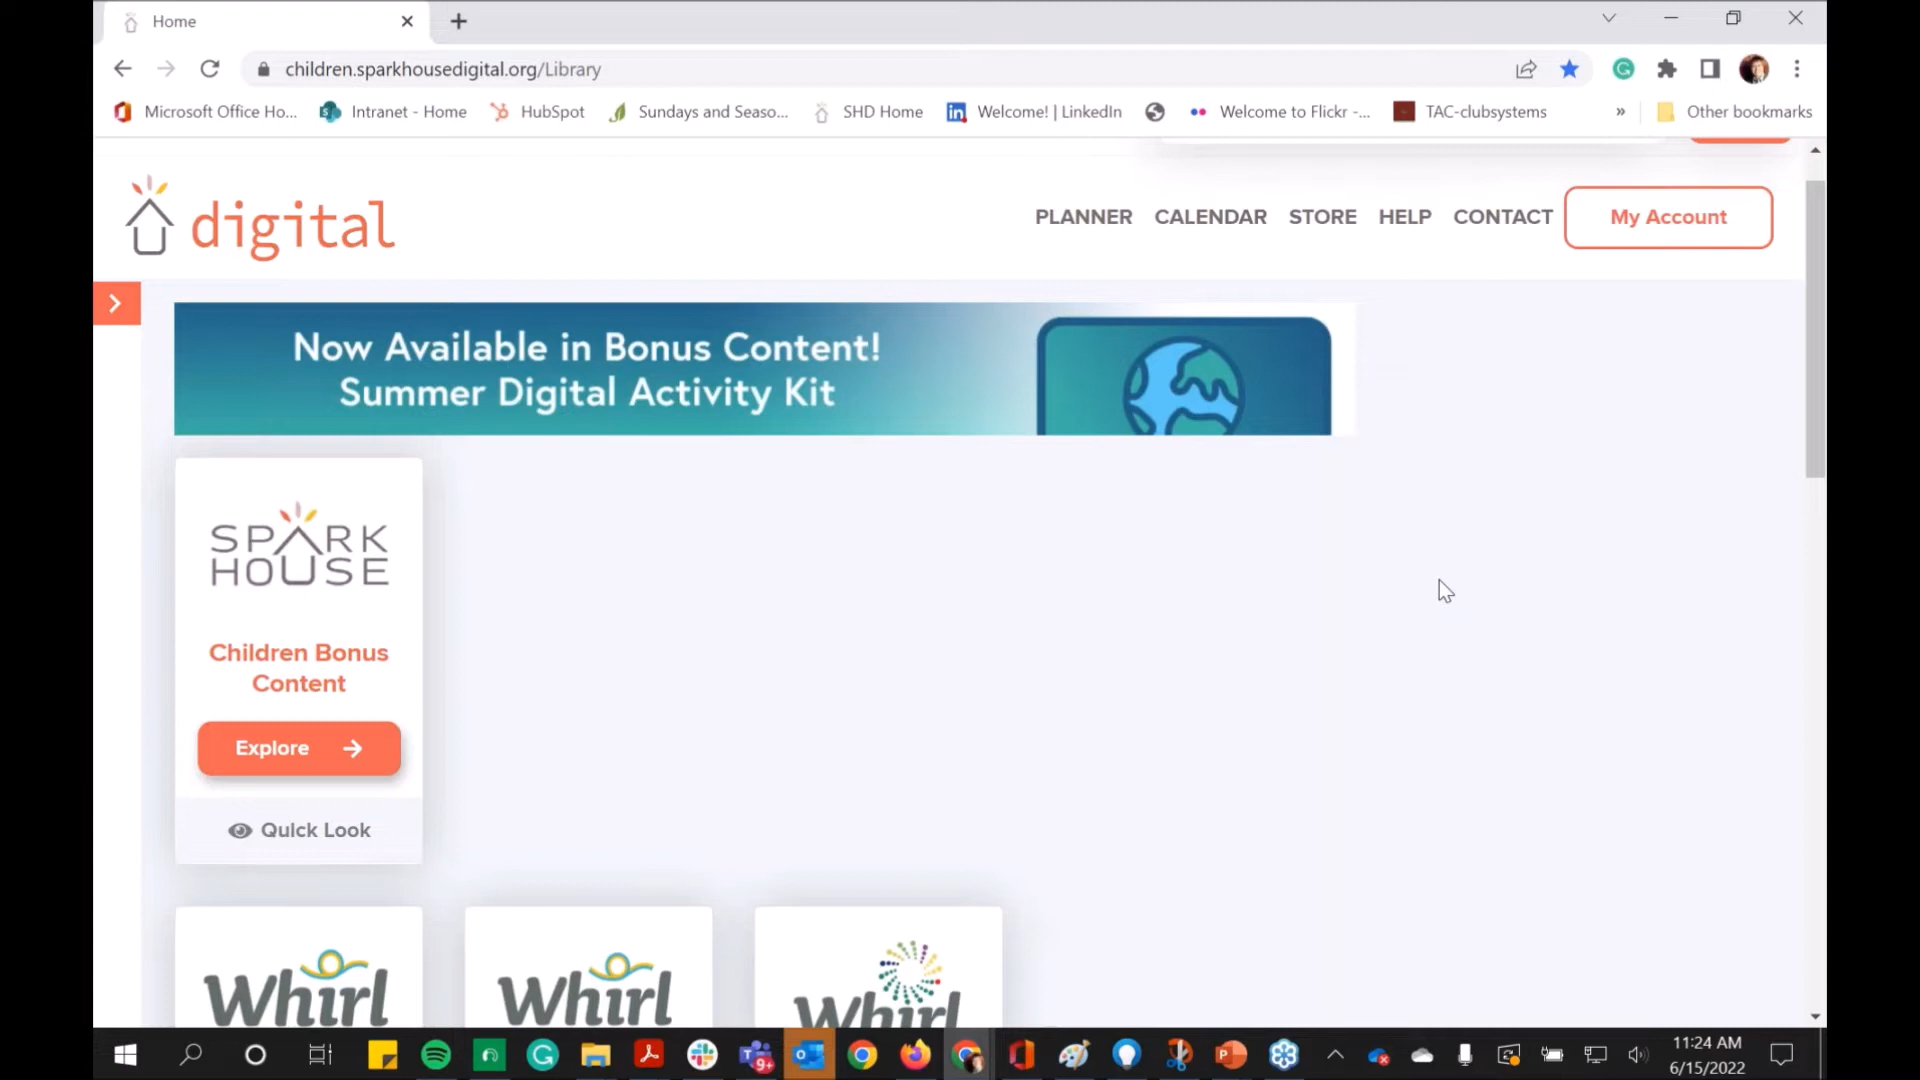 Home
children.sparkhousedigital.org/Library
Microsoft Office Ho...
Intranet - Home
HubSpot
Sundays and Seaso...
SHD Home
Welcome! | LinkedIn
Welcome to Flickr -...
TAC-clubsystems
»
Other bookmarks
digital
PLANNER
CALENDAR
STORE
HELP
CONTACT
My Account
Now Available in Bonus Content!
Summer Digital Activity Kit
SPARK
HOUSE
Children Bonus
Content
Explore
Quick Look
Whirl
Whirl
Whirl
9+
11:24 AM
6/15/2022